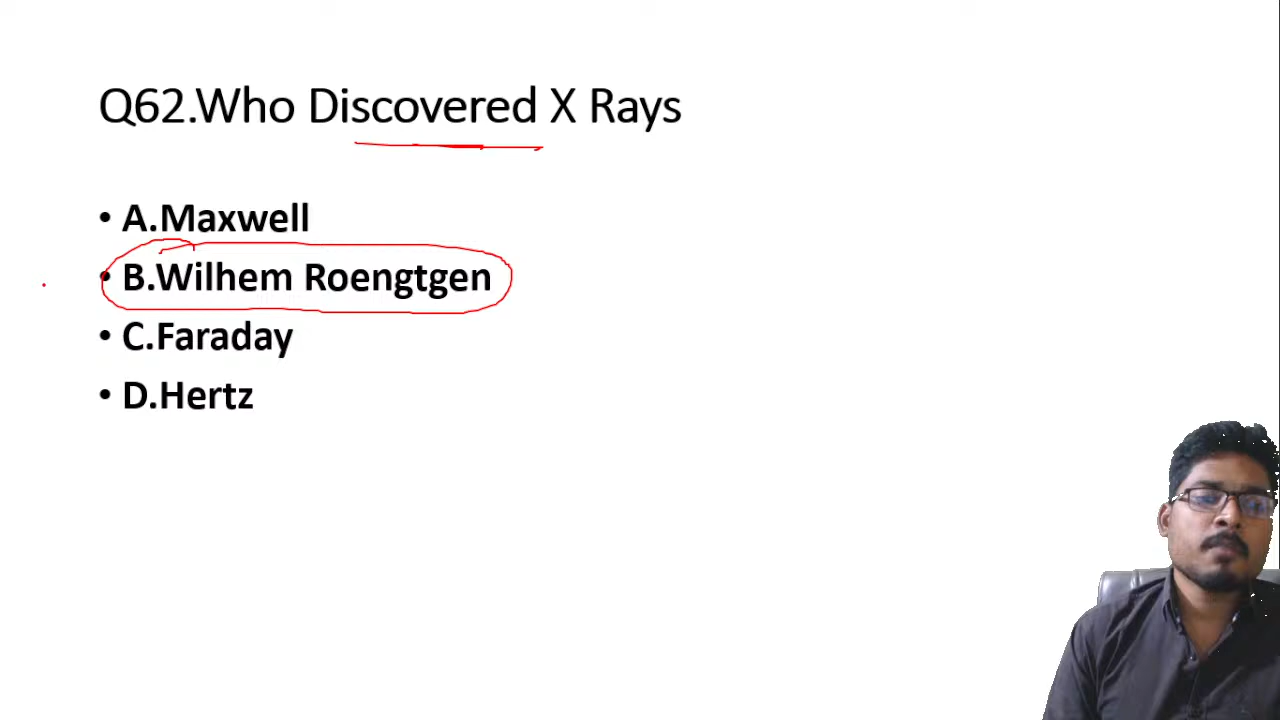 Q62.Who Discovered X Rays
• A.Maxwell
• B.Wilhem Roengtgen
• C.Faraday
• D.Hertz